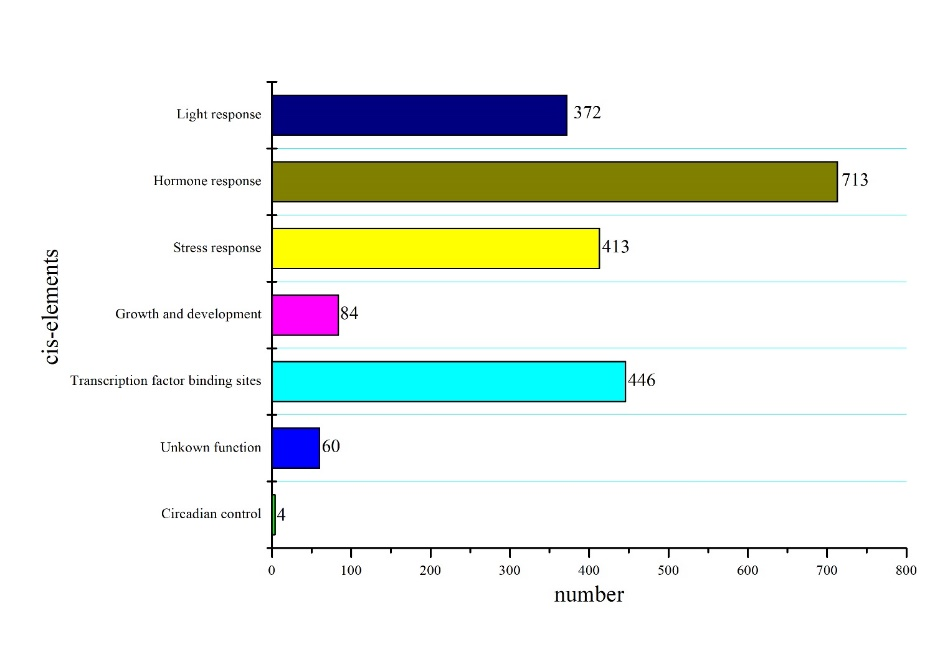 Light response 372
Hormone response 713
Stress response 413
Growth and development 84
Transcription factor binding sites 446
Unkown function 60
Circadian control 4
cis-elements
0 100 200 300 400 500 600 700 800
number